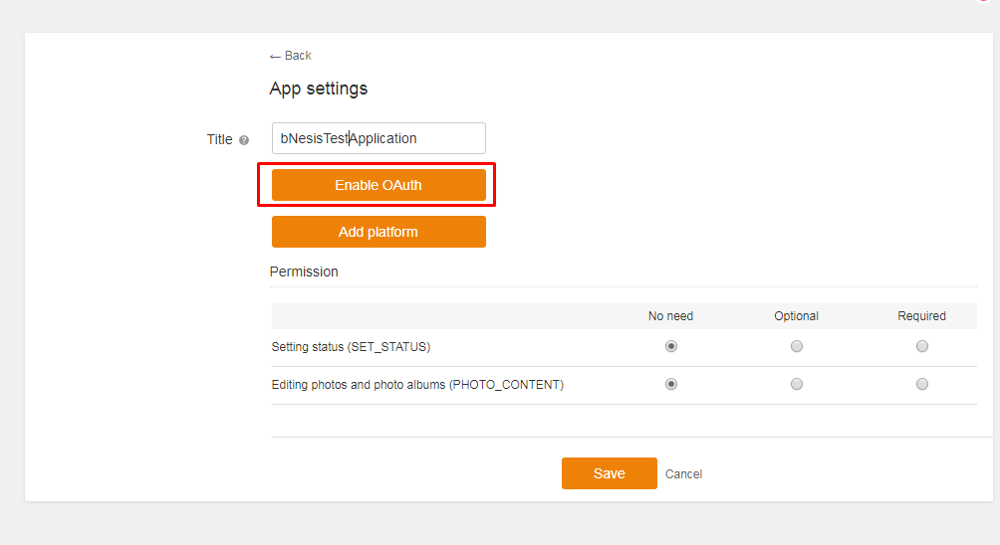 ← Back
App settings
Title ?
bNesisTestApplication
Enable OAuth
Add platform
Permission
No need Optional Required
Setting status (SET_STATUS)
Editing photos and photo albums (PHOTO_CONTENT)
Save Cancel